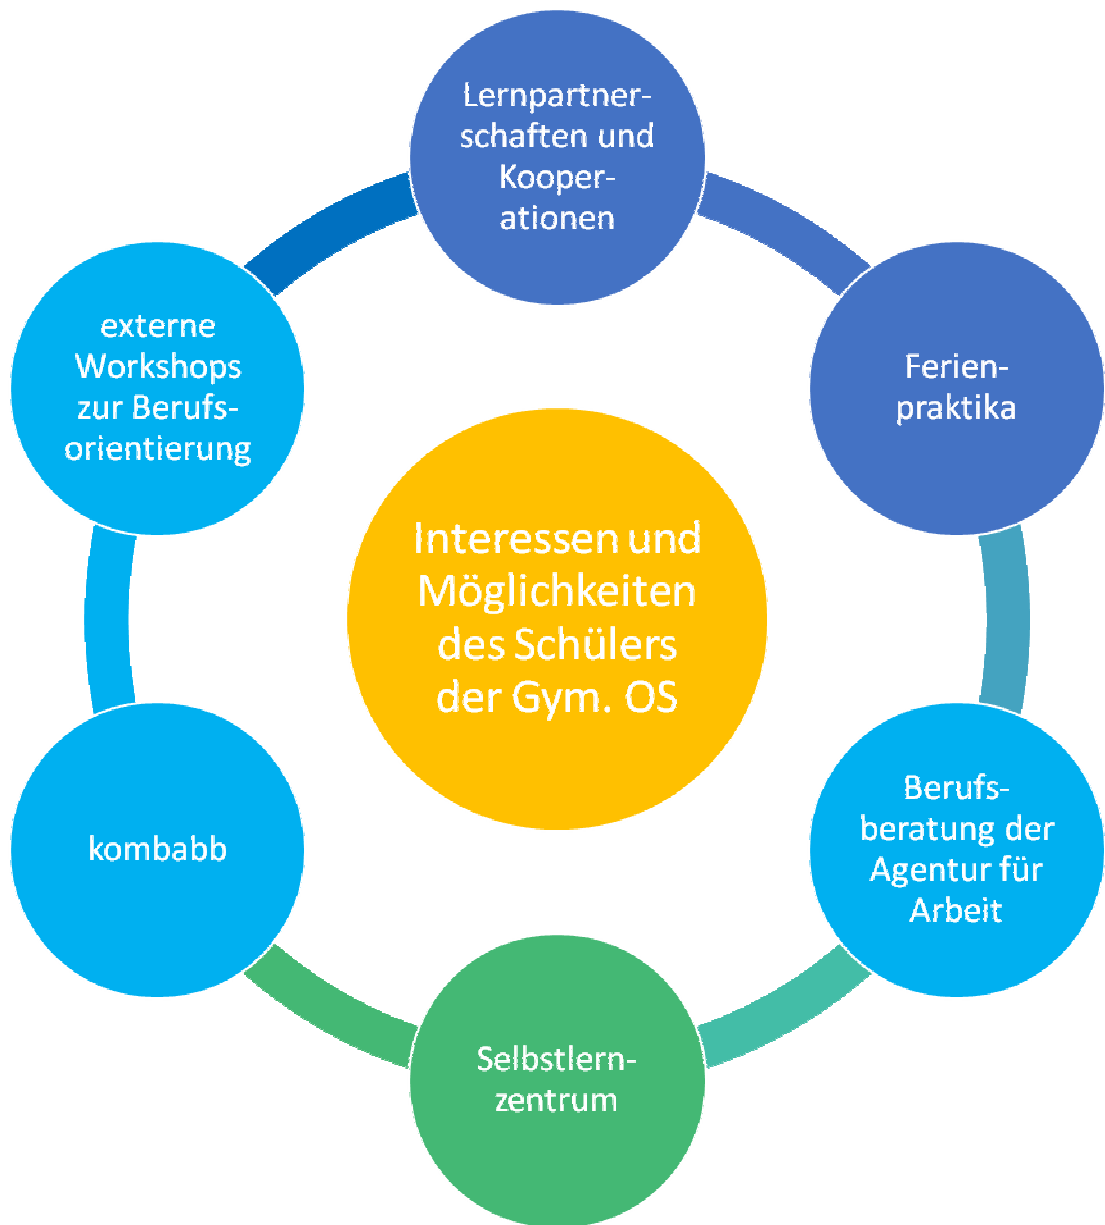 Lernpartner-
schaften und
Kooper-
ationen
Ferien-
praktika
Berufs-
beratung der
Agentur für
Arbeit
Selbstlern-
zentrum
kombabb
externe
Workshops
zur Berufs-
orientierung
Interessen und
Möglichkeiten
des Schülers
der Gym. OS